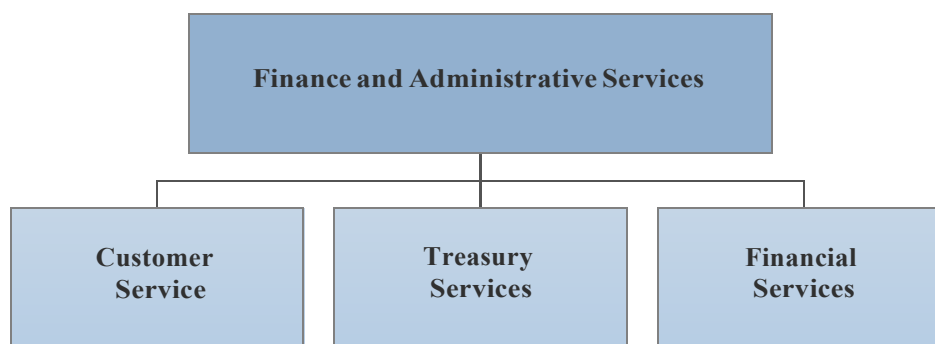 Finance and Administrative Services
Customer
Service
Treasury
Services
Financial
Services